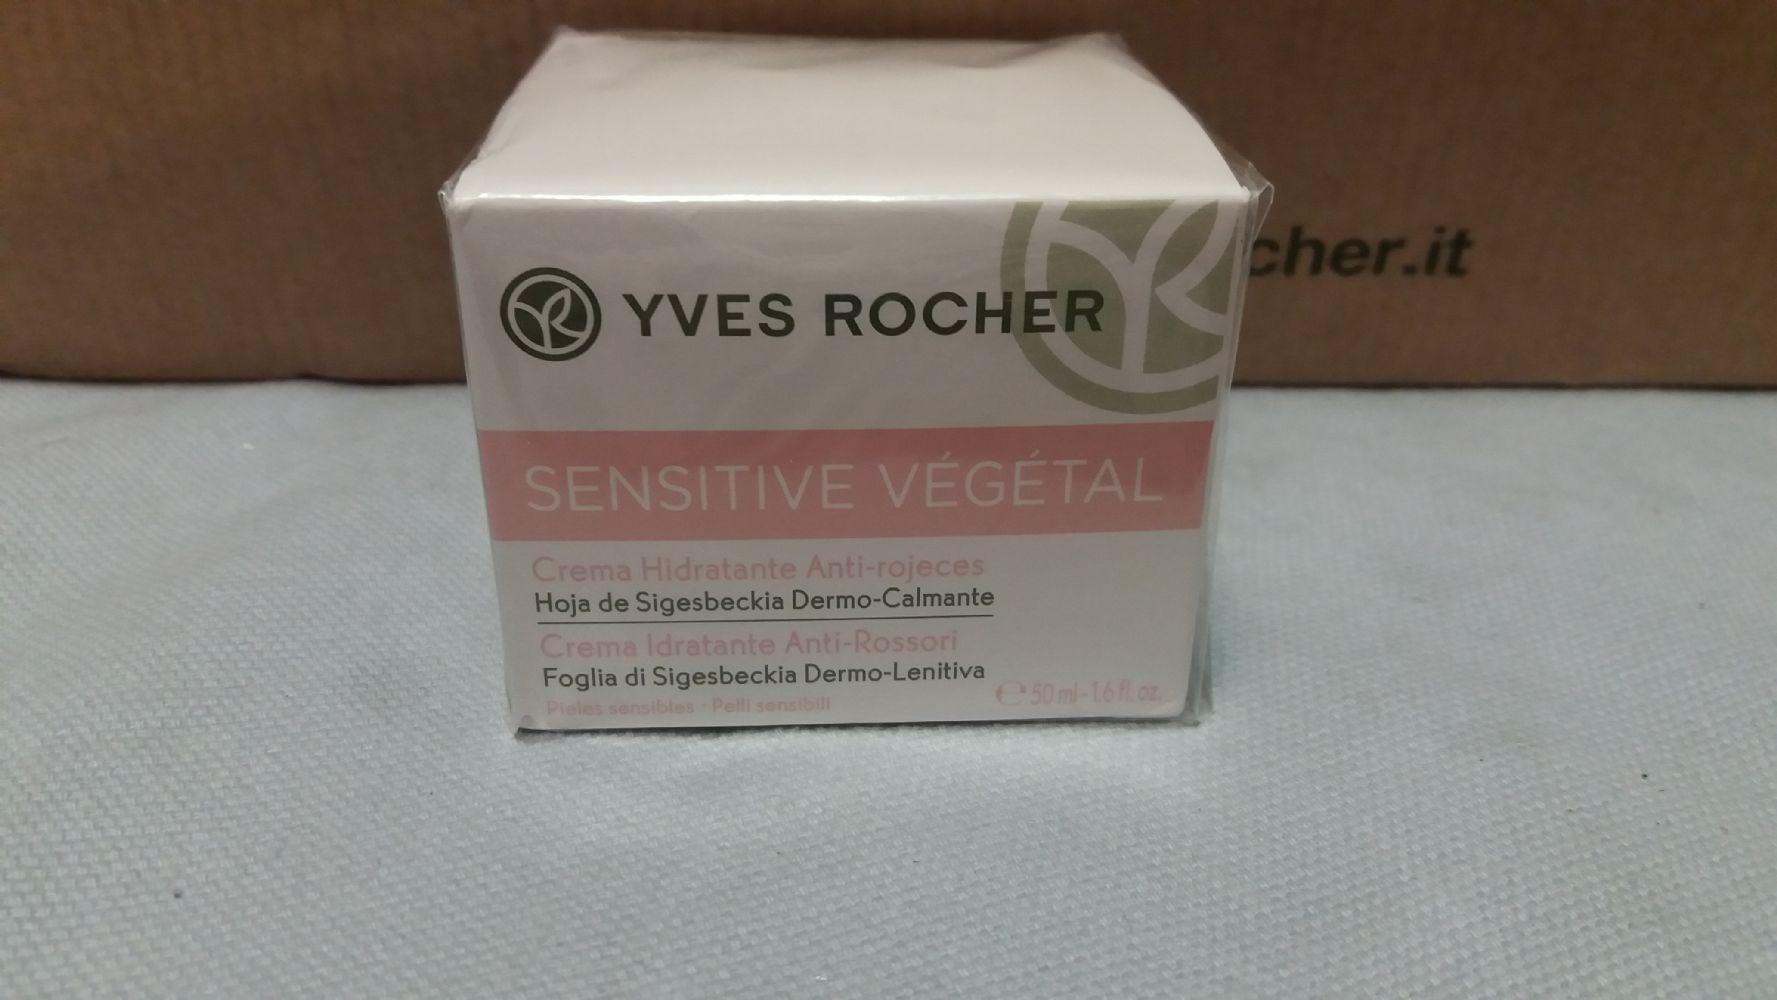 YVES ROCHER
cher.it
SENSITIVE VÉGÉTAL
Crema Hidratante Anti-rojeces
Hoja de Sigesbeckia Dermo-Calmante
Crema Idratante Anti-Rossori
Foglia di Sigesbeckia Dermo-Lenitiva
Pieles sensibles - Pelli sensibili
℮ 50 ml - 1.6 fl. oz.